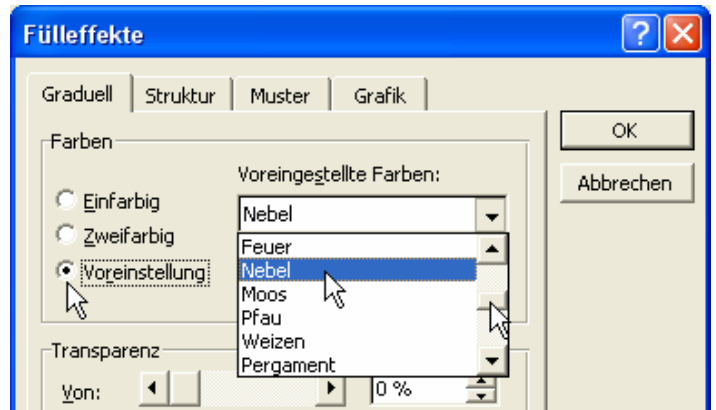 Fülleffekte
Graduell Struktur Muster Grafik
OK
Abbrechen
Farben
Voreingestellte Farben:
Einfarbig
Zweifarbig
Voreinstellung
Nebel
Feuer
Nebel
Moos
Pfau
Weizen
Pergament
Transparenz
Von: 0 %